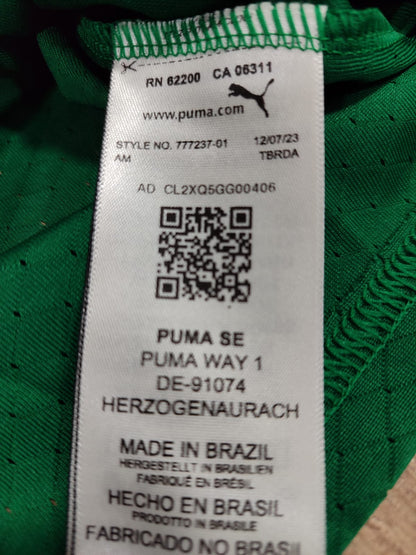 RN 62200 CA 06311
www.puma.com
STYLE NO. 777237-01 12/07/23
AM TBRDA
AD CL2XQ5GG00406
PUMA SE
PUMA WAY 1
DE-91074
HERZOGENAURACH
MADE IN BRAZIL
HERGESTELLT IN BRASILIEN
FABRIQUÉ EN BRÉSIL
HECHO EN BRASIL
PRODOTTO IN BRASILE
FABRICADO NO BRASIL